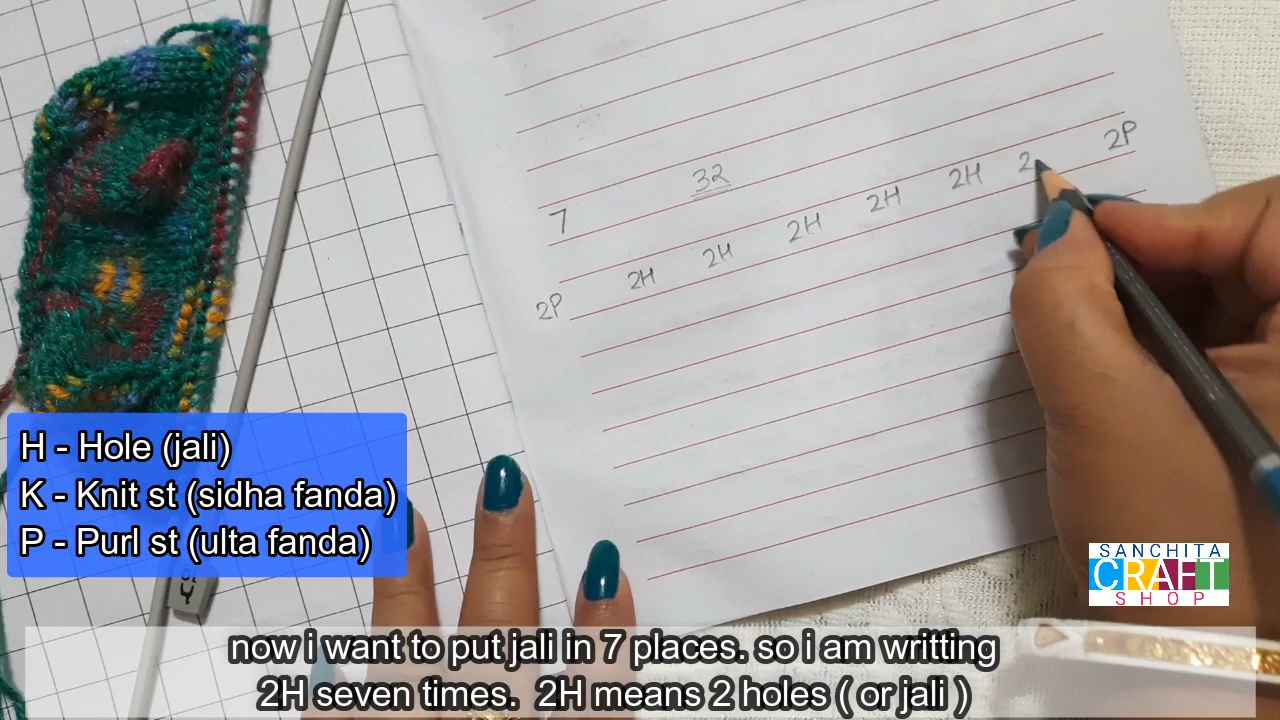 32
7
2P 2H 2H 2H 2H 2H 2 2P
H - Hole (jali)
K - Knit st (sidha fanda)
P - Purl st (ulta fanda)
SANCHITA
CRAFT
SHOP
now i want to put jali in 7 places. so i am writting
2H seven times. 2H means 2 holes ( or jali )